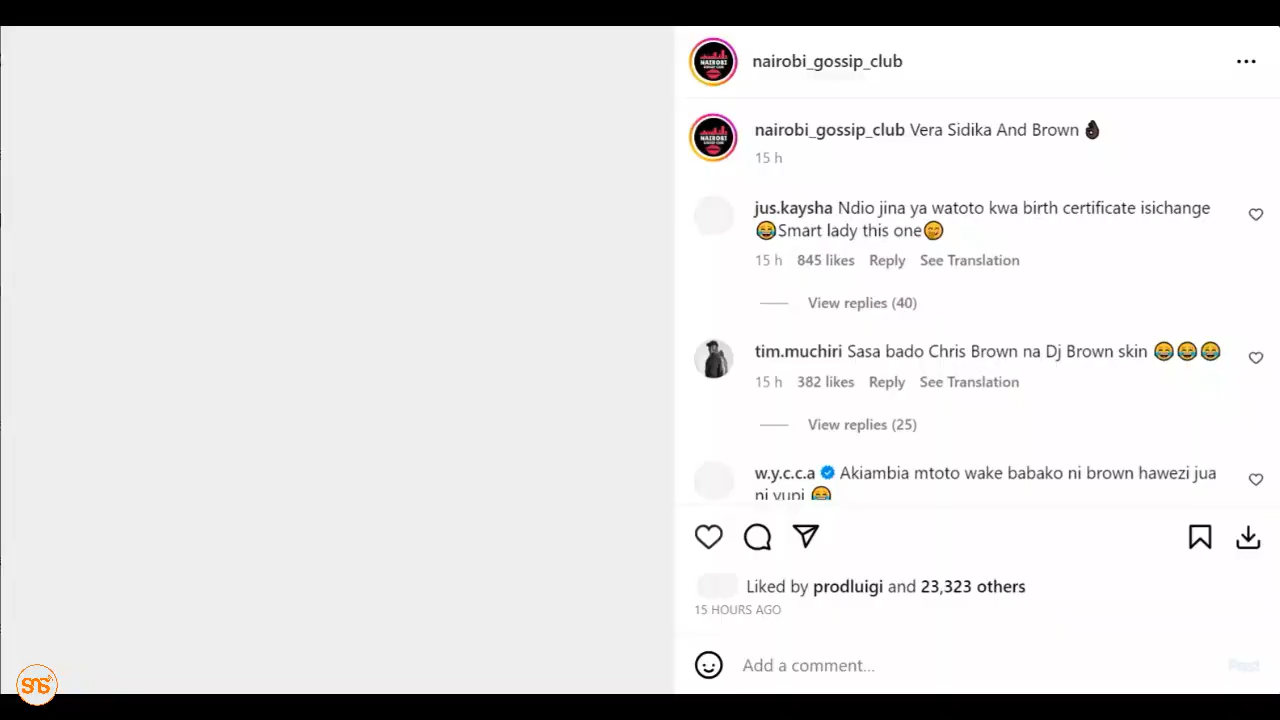 nairobi_gossip_club
nairobi_gossip_club Vera Sidika And Brown 👌🏿
15 h
jus.kaysha Ndio jina ya watoto kwa birth certificate isichange
😂Smart lady this one🤭
15 h 845 likes Reply See Translation
View replies (40)
tim.muchiri Sasa bado Chris Brown na Dj Brown skin 😂😂😂
15 h 382 likes Reply See Translation
View replies (25)
w.y.c.c.a Akiambia mtoto wake babako ni brown hawezi jua
ni yupi 😂
Liked by prodluigi and 23,323 others
15 HOURS AGO
Add a comment...
Post
SNS